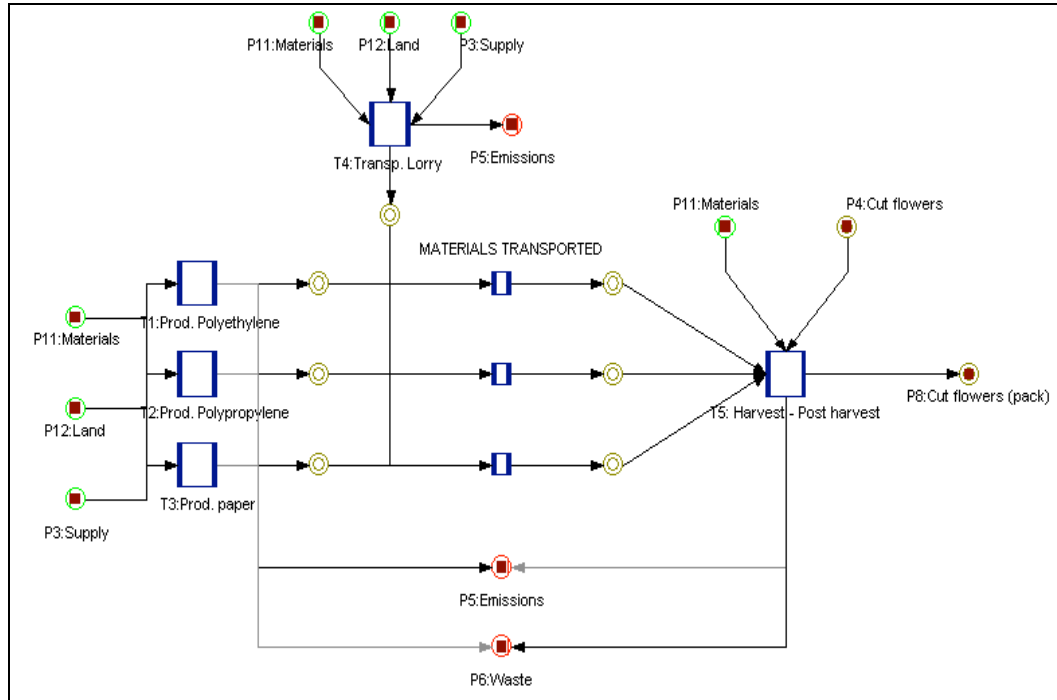 P11:Materials
P12:Land
P3:Supply
T4:Transp. Lorry
P5:Emissions
P11:Materials
P4:Cut flowers
MATERIALS TRANSPORTED
T1:Prod. Polyethylene
P11:Materials
T2:Prod. Polypropylene
P12:Land
T5: Harvest - Post harvest
P8:Cut flowers (pack)
T3:Prod. paper
P3:Supply
P5:Emissions
P6:Waste